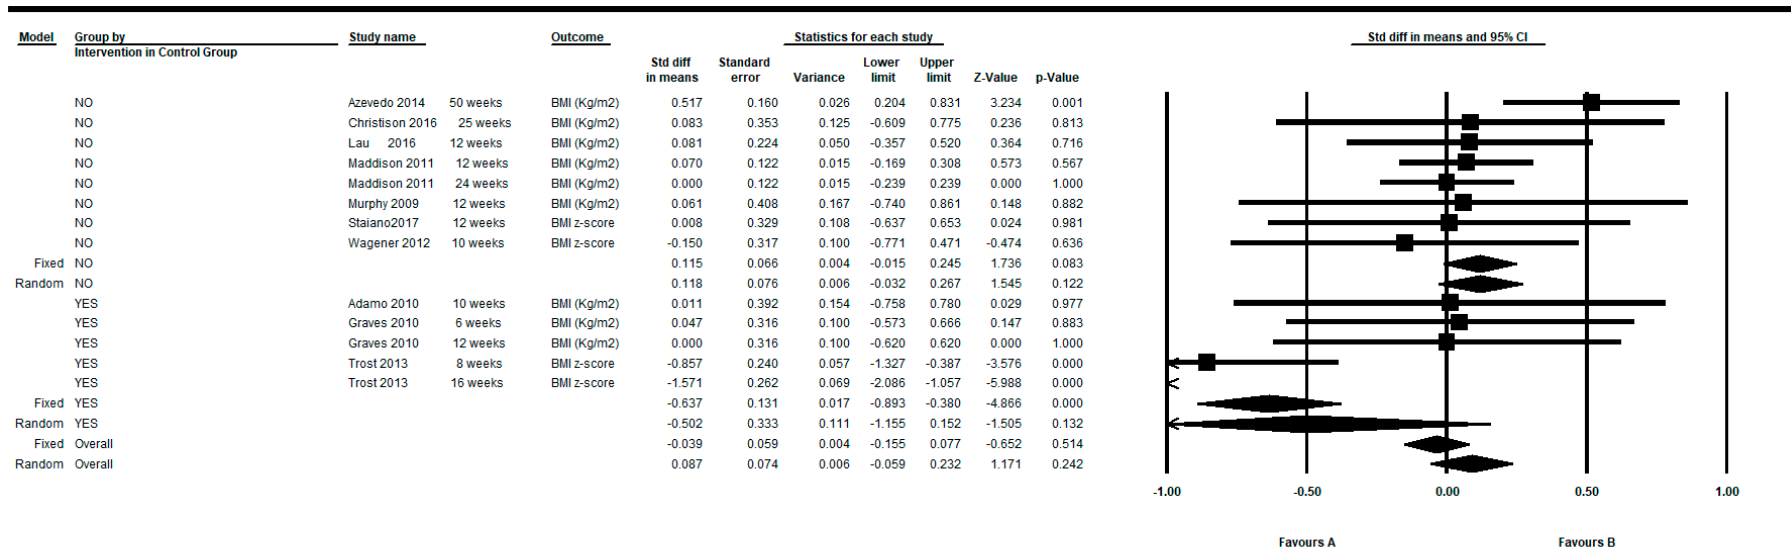 Model Group by Study name Outcome Statistics for each study Std diff in means and 95% CI
Intervention in Control Group
Std diff Standard Lower Upper
in means error Variance limit limit Z-Value p-Value
NO Azevedo 2014 50 weeks BMI (Kg/m2) 0.517 0.160 0.026 0.204 0.831 3.234 0.001
NO Christison 2016 25 weeks BMI (Kg/m2) 0.083 0.353 0.125 -0.609 0.775 0.236 0.813
NO Lau 2016 12 weeks BMI (Kg/m2) 0.081 0.224 0.050 -0.357 0.520 0.364 0.716
NO Maddison 2011 12 weeks BMI (Kg/m2) 0.070 0.122 0.015 -0.169 0.308 0.573 0.567
NO Maddison 2011 24 weeks BMI (Kg/m2) 0.000 0.122 0.015 -0.239 0.239 0.000 1.000
NO Murphy 2009 12 weeks BMI (Kg/m2) 0.061 0.408 0.167 -0.740 0.861 0.148 0.882
NO Staiano2017 12 weeks BMI z-score 0.008 0.329 0.108 -0.637 0.653 0.024 0.981
NO Wagener 2012 10 weeks BMI z-score -0.150 0.317 0.100 -0.771 0.471 -0.474 0.636
Fixed NO 0.115 0.066 0.004 -0.015 0.245 1.736 0.083
Random NO 0.118 0.076 0.006 -0.032 0.267 1.545 0.122
YES Adamo 2010 10 weeks BMI (Kg/m2) 0.011 0.392 0.154 -0.758 0.780 0.029 0.977
YES Graves 2010 6 weeks BMI (Kg/m2) 0.047 0.316 0.100 -0.573 0.666 0.147 0.883
YES Graves 2010 12 weeks BMI (Kg/m2) 0.000 0.316 0.100 -0.620 0.620 0.000 1.000
YES Trost 2013 8 weeks BMI z-score -0.857 0.240 0.057 -1.327 -0.387 -3.576 0.000
YES Trost 2013 16 weeks BMI z-score -1.571 0.262 0.069 -2.086 -1.057 -5.988 0.000
Fixed YES -0.637 0.131 0.017 -0.893 -0.380 -4.866 0.000
Random YES -0.502 0.333 0.111 -1.155 0.152 -1.505 0.132
Fixed Overall -0.039 0.059 0.004 -0.155 0.077 -0.652 0.514
Random Overall 0.087 0.074 0.006 -0.059 0.232 1.171 0.242
-1.00 -0.50 0.00 0.50 1.00
Favours A Favours B